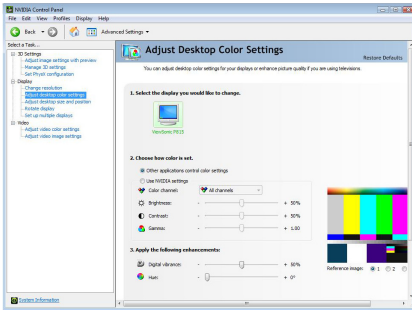 NVIDIA Control Panel
File Edit View Profiles Display Help
Back Advanced Settings
Select a Task...
3D Settings
Adjust image settings with preview
Manage 3D settings
Set PhysX configuration
Display
Change resolution
Adjust desktop color settings
Adjust desktop size and position
Rotate display
Set up multiple displays
Video
Adjust video color settings
Adjust video image settings
System Information
Adjust Desktop Color Settings
Restore Defaults
You can adjust desktop color settings for your displays or enhance picture quality if you are using televisions.
1. Select the display you would like to change.
ViewSonic
2. Choose how color is set.
Other applications control color settings
Use NVIDIA settings
Color channel: All channels
Brightness: - + 50%
Contrast: - + 50%
Gamma: - + 1.00
3. Apply the following enhancements:
Digital vibrance: - + 50%
Hue: - + 0°
Reference image: 1 2